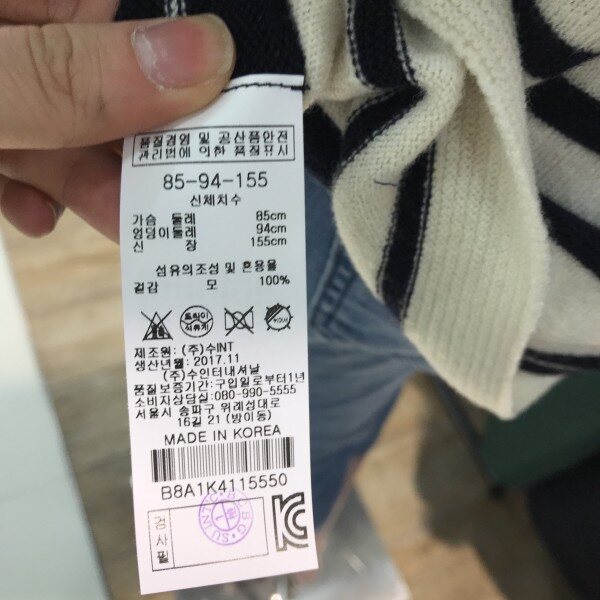 품질경영 및 공산품안전
관리법에 의한 품질표시
85-94-155
신체치수
가슴 둘레 85cm
엉덩이둘레 94cm
신 장 155cm
섬유의조성 및 혼용율
겉감 모 100%
드라이
석유계
제조원: (주)수INT
생산년월: 2017.11
(주)수인터내셔날
품질보증기간: 구입일로부터1년
소비자상담실: 080-990-5555
서울시 송파구 위례성대로
16길 21 (방이동)
MADE IN KOREA
B8A1K4115550
검사필